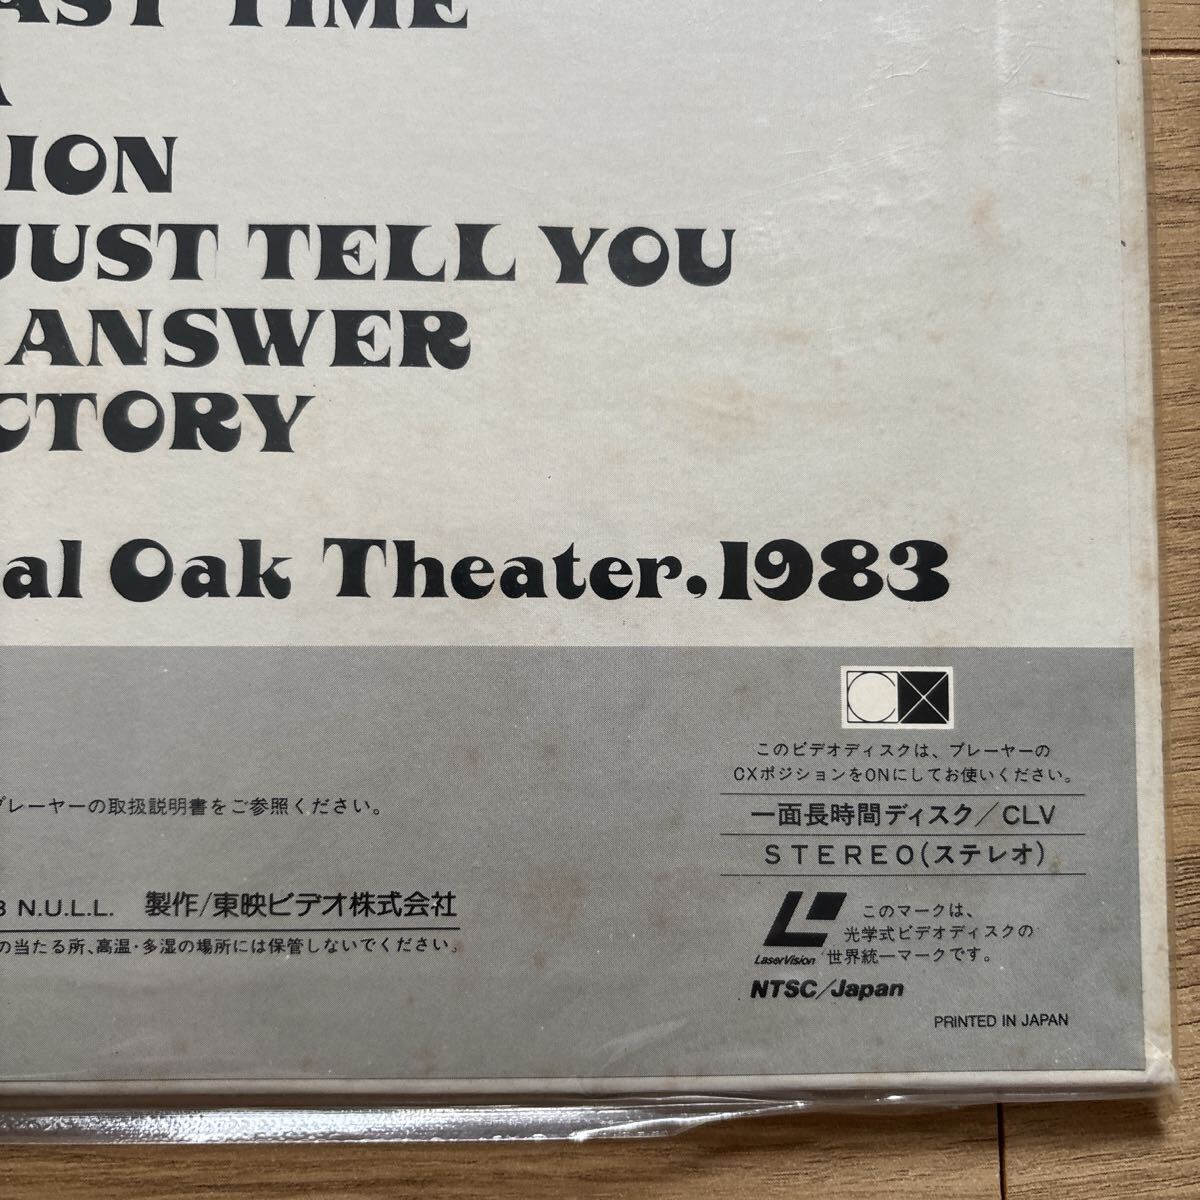 AST TIME
A
ION
JUST TELL YOU
ANSWER
CTORY
al Oak Theater,1983
CX
このビデオディスクは、プレーヤーの
CXポジションをONにしてお使いください。
プレーヤーの取扱説明書をご参照ください。
一面長時間ディスク/CLV
STEREO(ステレオ)
3 N.U.L.L. 製作/東映ビデオ株式会社
の当たる所、高温・多湿の場所には保管しないでください。
このマークは、
光学式ビデオディスクの
世界統一マークです。
LaserVision
NTSC/Japan
PRINTED IN JAPAN